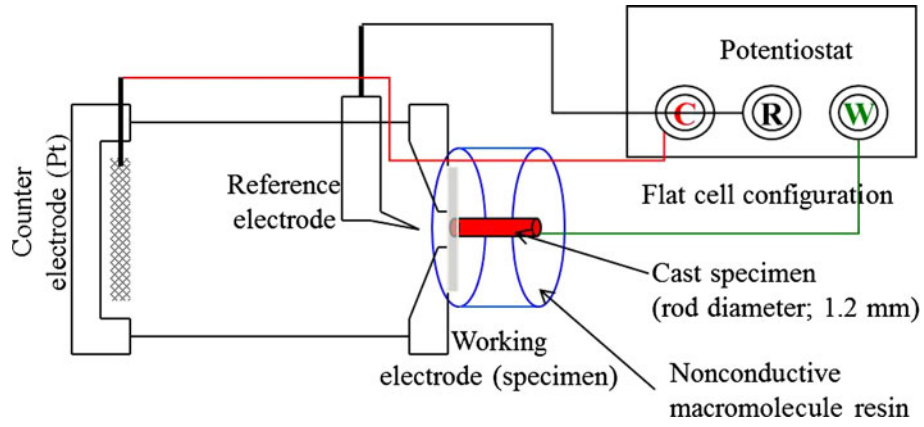 Potentiostat
C R W
Counter
electrode (Pt)
Reference
electrode
Flat cell configuration
Cast specimen
(rod diameter; 1.2 mm)
Working
electrode (specimen)
Nonconductive
macromolecule resin